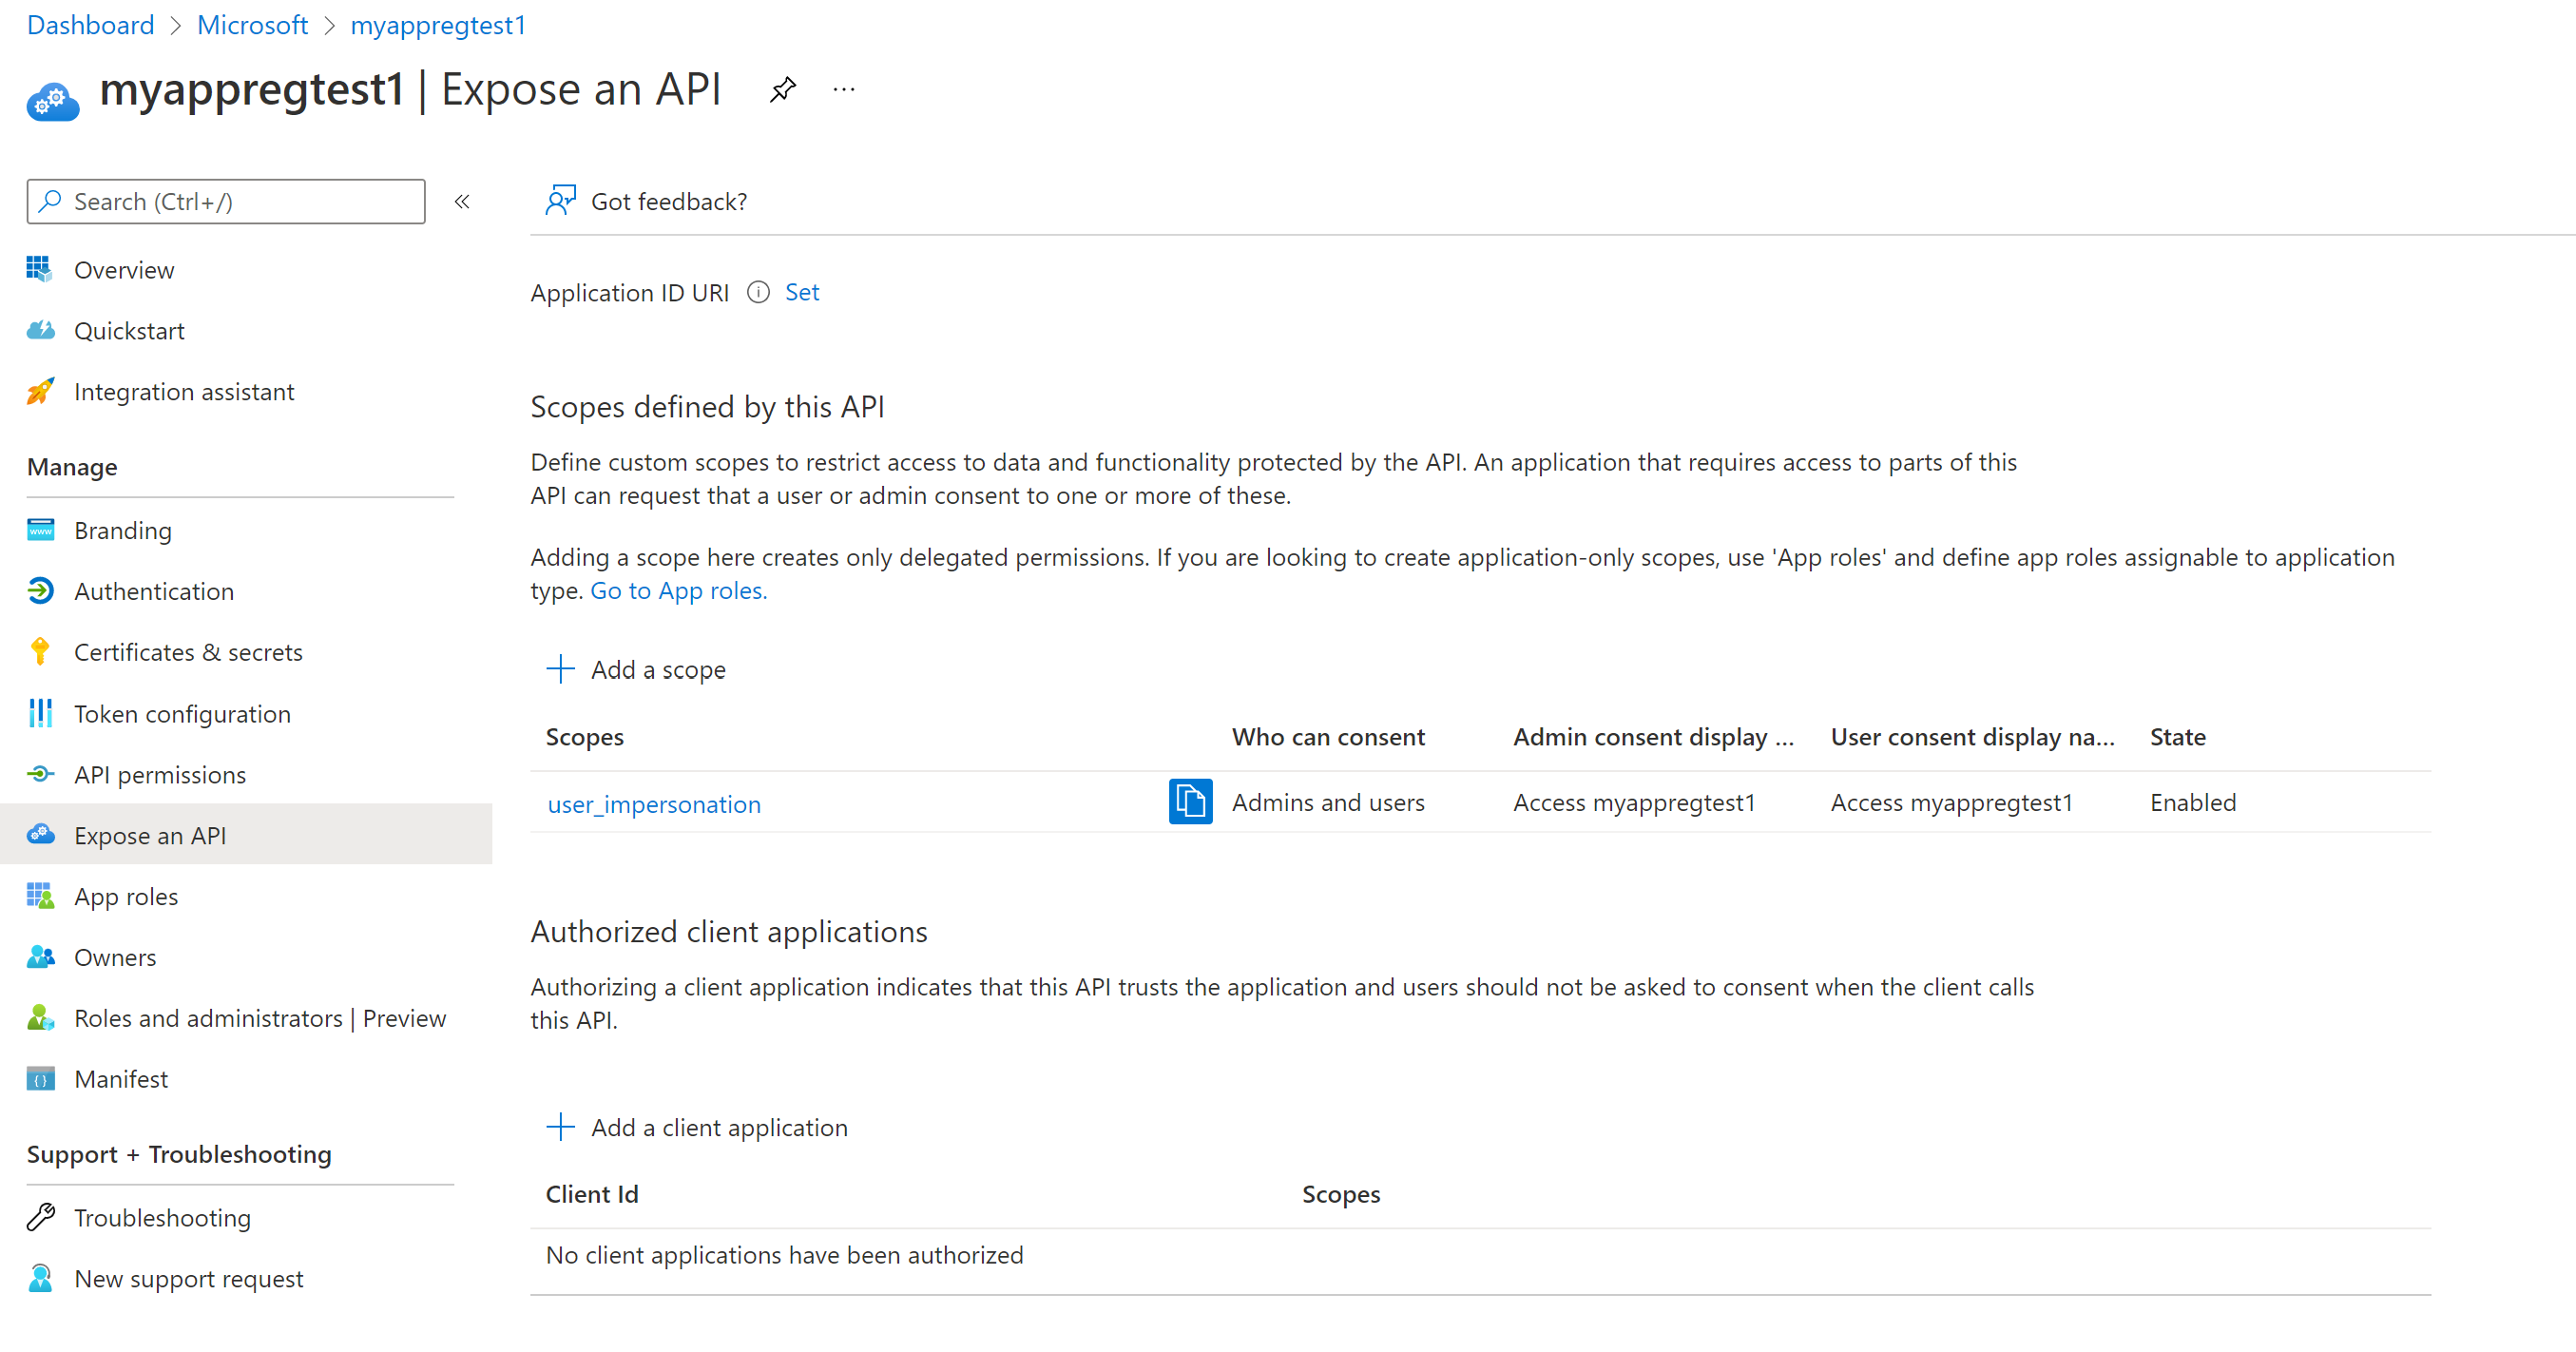 Dashboard > Microsoft > myappregtest1
myappregtest1 | Expose an API ...
Search (Ctrl+/) «
Overview
Quickstart
Integration assistant
Manage
Branding
www
Authentication
Certificates & secrets
Token configuration
API permissions
Expose an API
App roles
Owners
Roles and administrators | Preview
Manifest
Support + Troubleshooting
Troubleshooting
New support request
Got feedback?
Application ID URI Set
Scopes defined by this API
Define custom scopes to restrict access to data and functionality protected by the API. An application that requires access to parts of this
API can request that a user or admin consent to one or more of these.
Adding a scope here creates only delegated permissions. If you are looking to create application-only scopes, use 'App roles' and define app roles assignable to application
type. Go to App roles.
Add a scope
Scopes Who can consent Admin consent display ... User consent display na... State
user_impersonation Admins and users Access myappregtest1 Access myappregtest1 Enabled
Authorized client applications
Authorizing a client application indicates that this API trusts the application and users should not be asked to consent when the client calls
this API.
Add a client application
Client Id Scopes
No client applications have been authorized